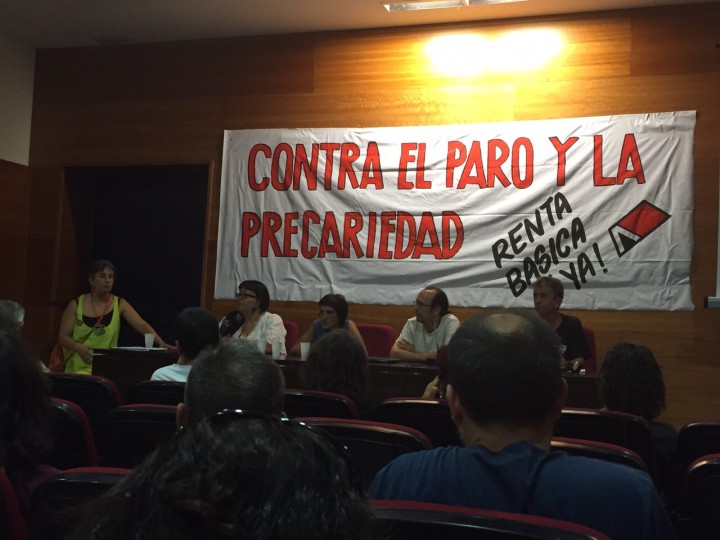 CONTRA EL PARO Y LA
PRECARIEDAD
RENTA
BASICA
YA!